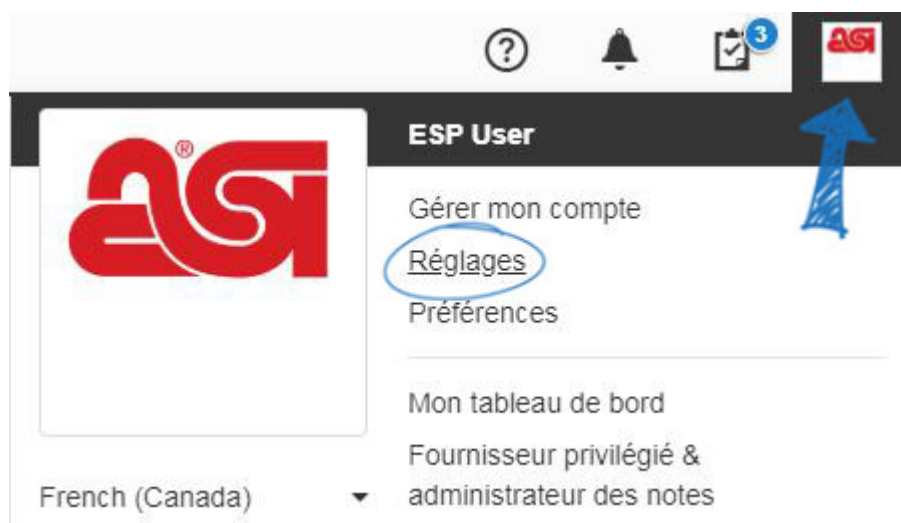 3
asi
ESP User
asi®
Gérer mon compte
Réglages
Préférences
Mon tableau de bord
Fournisseur privilégié &
administrateur des notes
French (Canada)